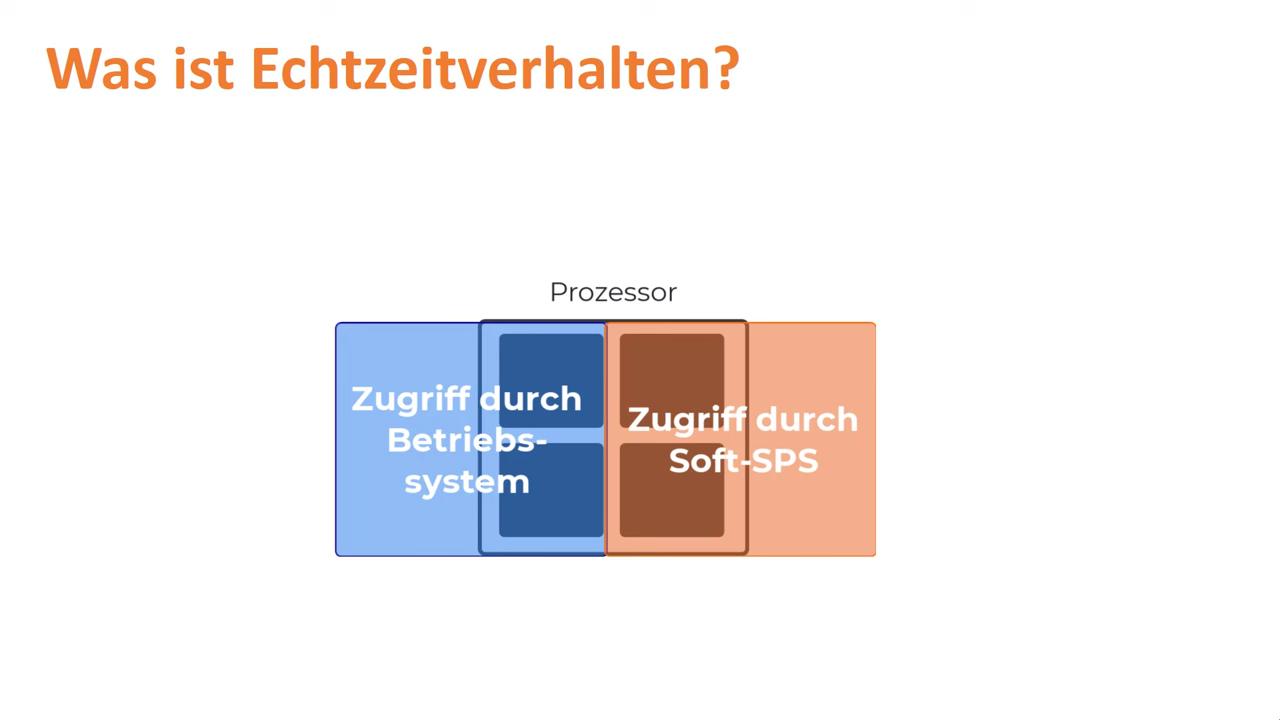 Was ist Echtzeitverhalten?
Prozessor
Zugriff durch
Betriebs-
system
Zugriff durch
Soft-SPS